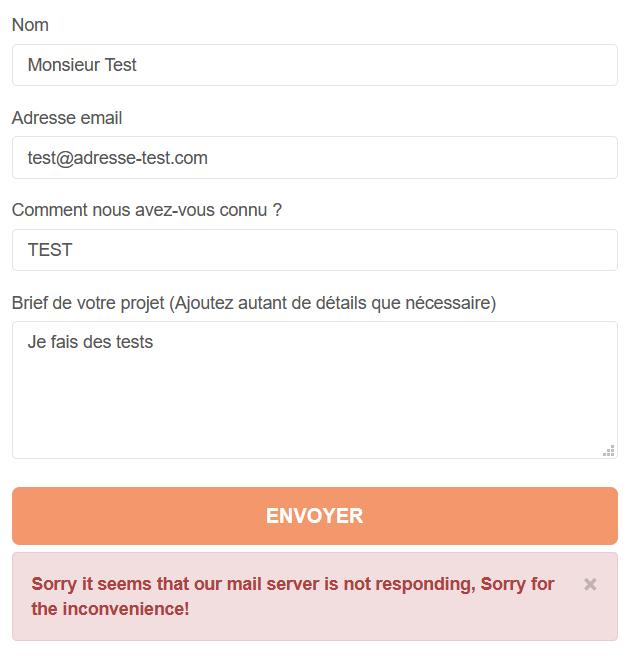 Nom
Monsieur Test
Adresse email
test@adresse-test.com
Comment nous avez-vous connu ?
TEST
Brief de votre projet (Ajoutez autant de détails que nécessaire)
Je fais des tests
ENVOYER
Sorry it seems that our mail server is not responding, Sorry for
the inconvenience!
×